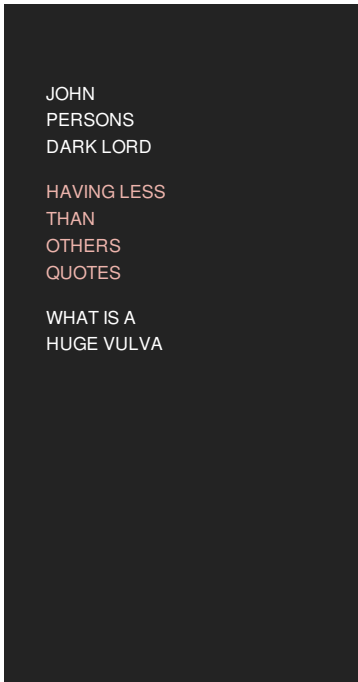 JOHN
PERSONS
DARK LORD
HAVING LESS
THAN
OTHERS
QUOTES
WHAT IS A
HUGE VULVA